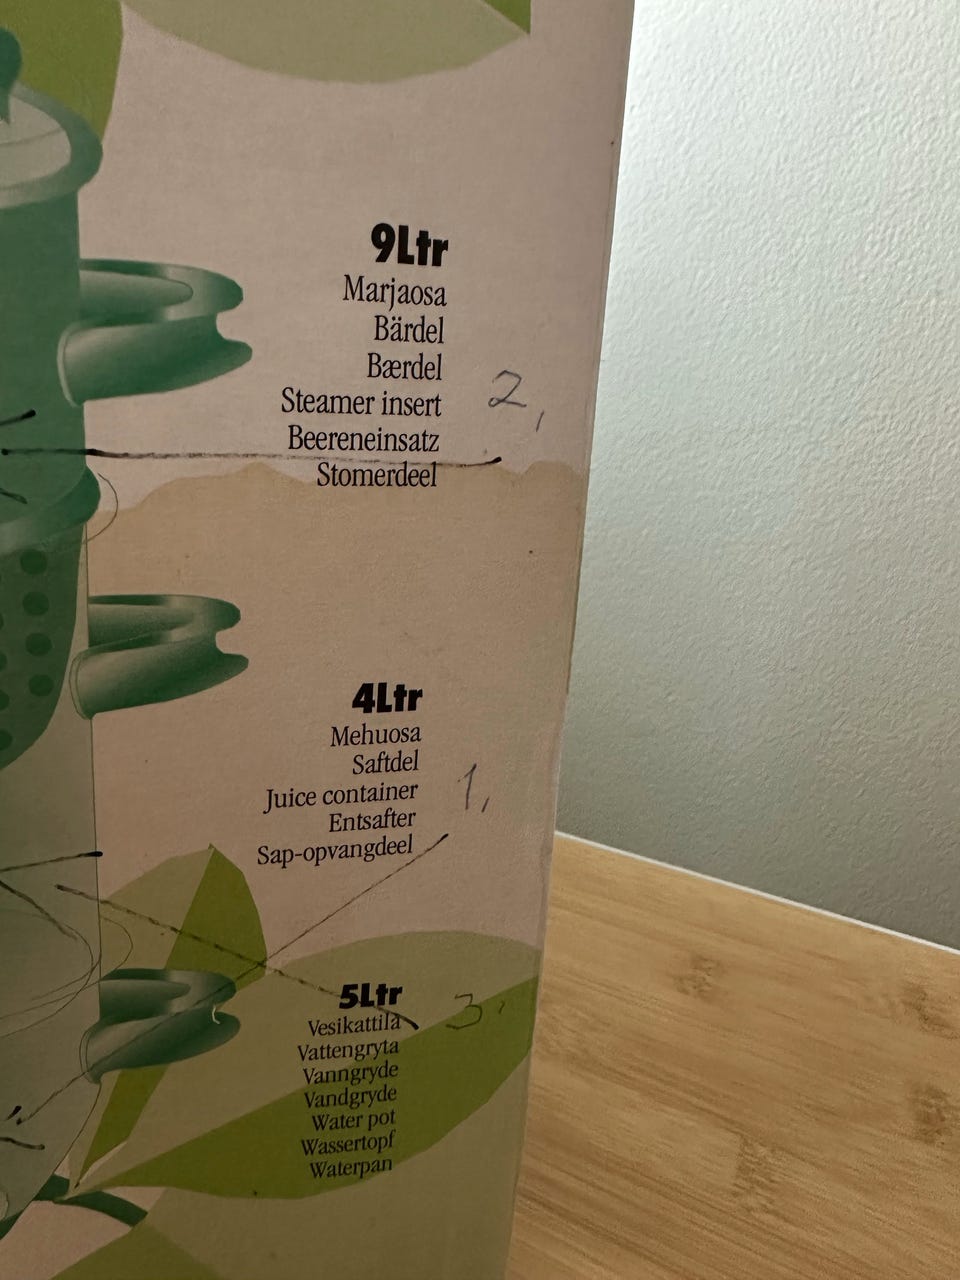 9Ltr
Marjaosa
Bärdel
Bærdel
Steamer insert
Beereneinsatz
Stomerdeel
2,
4Ltr
Mehuosa
Saftdel
Juice container
Entsafter
Sap-opvangdeel
1,
5Ltr
Vesikattila
Vattengryta
Vanngryde
Vandgryde
Water pot
Wassertopf
Waterpan
3,